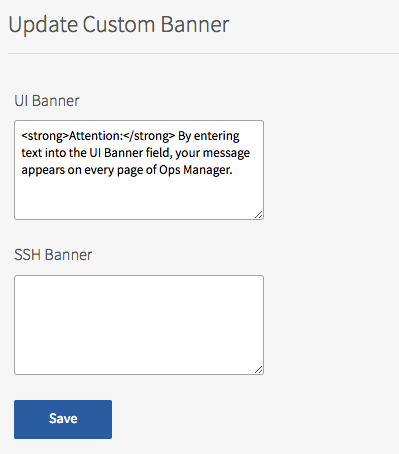 Update Custom Banner
UI Banner
<strong>Attention:</strong> By entering
text into the UI Banner field, your message
appears on every page of Ops Manager.
SSH Banner
Save